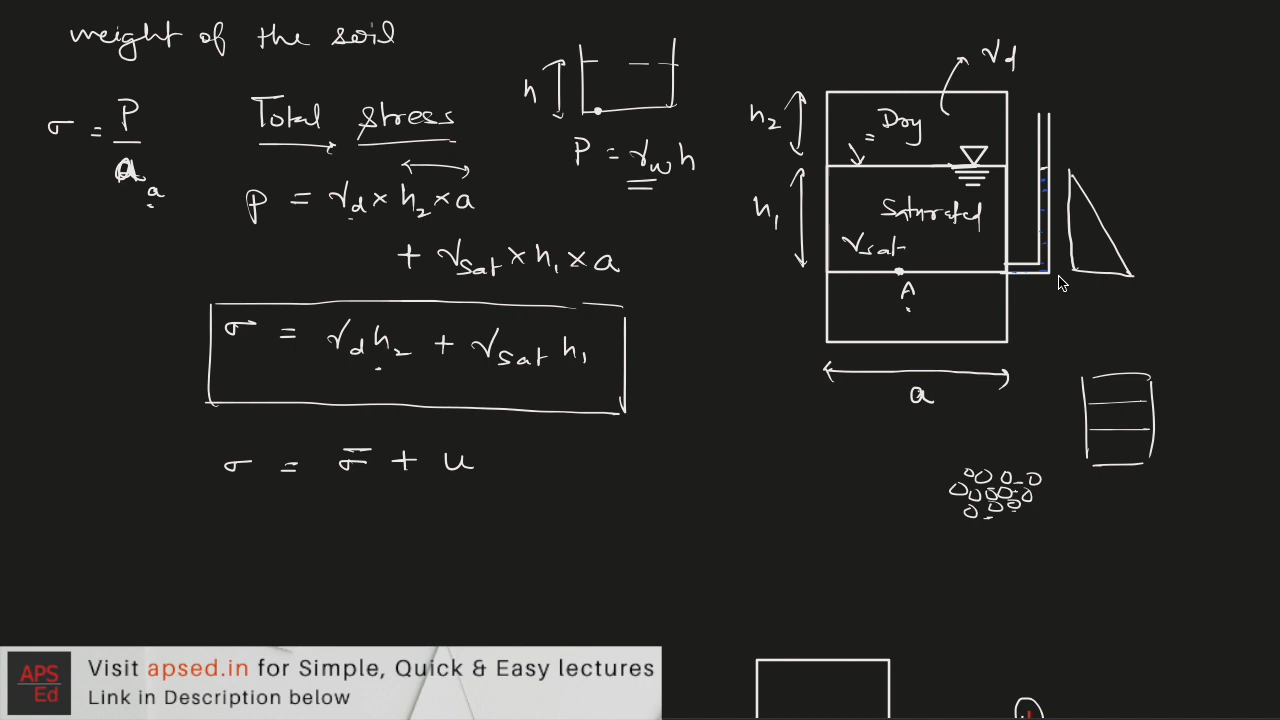 weight of the soil
σ = P / a
a
Total stress
P = γd × h2 × a
+ γsat × h1 × a
σ = γd h2 + γsat h1
σ = σ̄ + u
h
P = γw h
γd
h2
= Dry
h1
Saturated
γsat
A
a
APS
Ed
Visit apsed.in for Simple, Quick & Easy lectures
Link in Description below